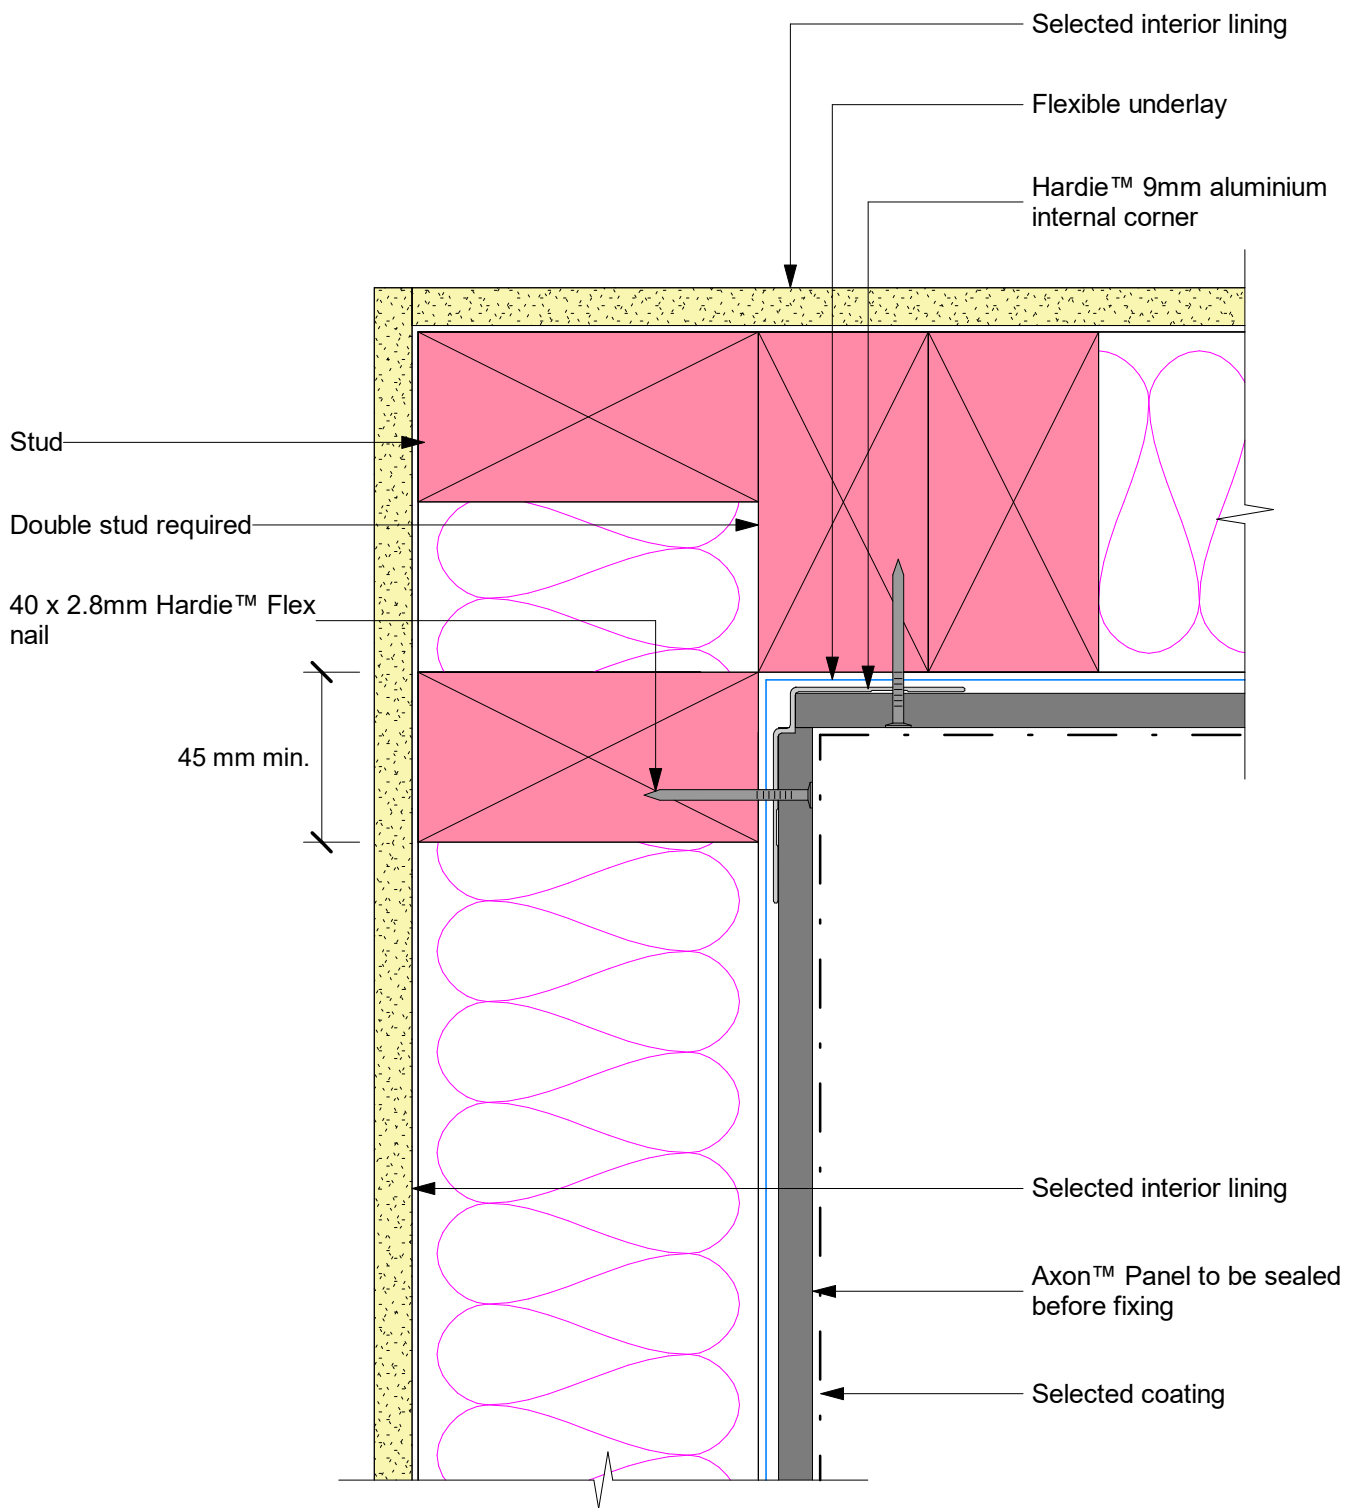 Selected interior lining
Flexible underlay
Hardie™ 9mm aluminium
internal corner
Stud
Double stud required
40 x 2.8mm Hardie™ Flex
nail
45 mm min.
Selected interior lining
Axon™ Panel to be sealed
before fixing
Selected coating